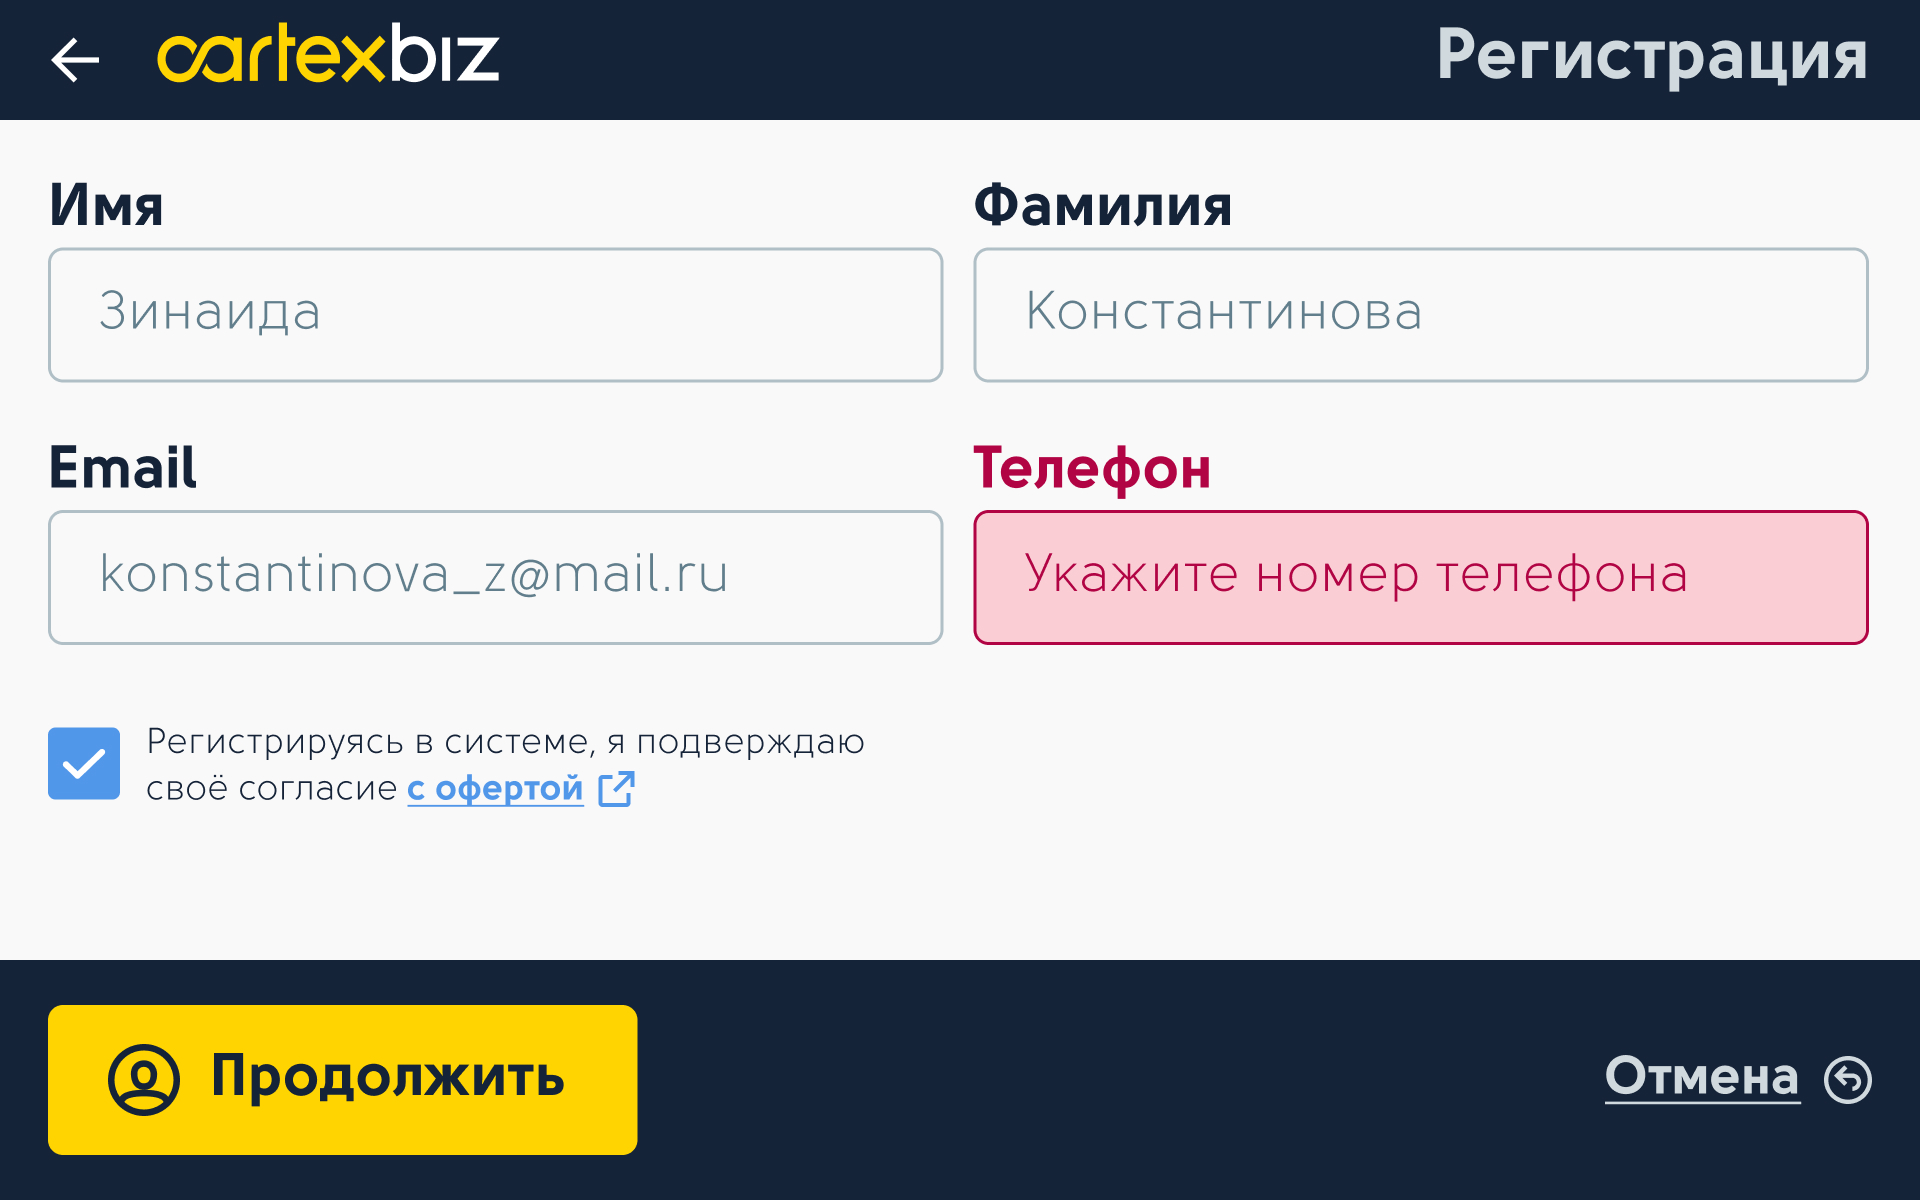 cartexbiz
Регистрация
Имя
Фамилия
Зинаида
Константинова
Email
Телефон
konstantinova_z@mail.ru
Укажите номер телефона
Регистрируясь в системе, я подверждаю
своё согласие с офертой
Продолжить
Отмена